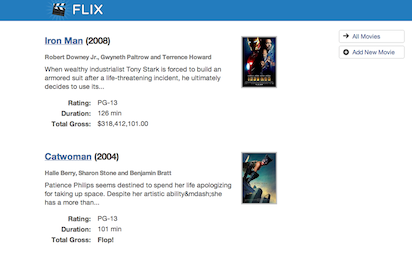 FLIX
All Movies
Add New Movie
Iron Man (2008)
Robert Downey Jr., Gwyneth Paltrow and Terrence Howard
When wealthy industrialist Tony Stark is forced to build an
armored suit after a life-threatening incident, he ultimately
decides to use its...
Rating: PG-13
Duration: 126 min
Total Gross: $318,412,101.00
Catwoman (2004)
Halle Berry, Sharon Stone and Benjamin Bratt
Patience Philips seems destined to spend her life apologizing
for taking up space. Despite her artistic ability&mdash;she
has a more than...
Rating: PG-13
Duration: 101 min
Total Gross: Flop!